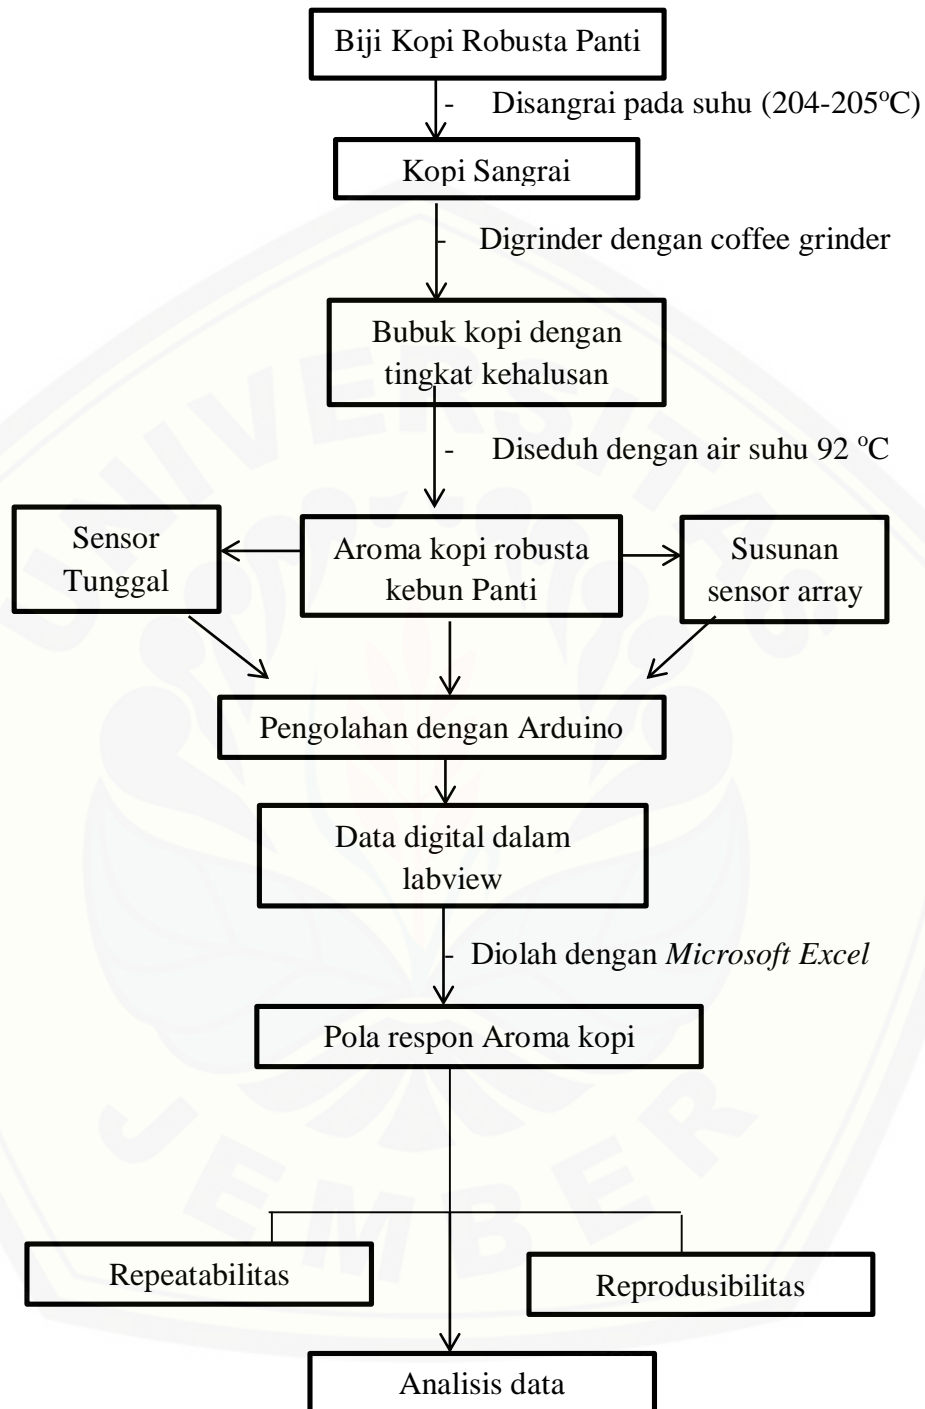 Biji Kopi Robusta Panti
- Disangrai pada suhu (204-205°C)
Kopi Sangrai
- Digrinder dengan coffee grinder
Bubuk kopi dengan
tingkat kehalusan
- Diseduh dengan air suhu 92 °C
Sensor
Tunggal
Aroma kopi robusta
kebun Panti
Susunan
sensor array
Pengolahan dengan Arduino
Data digital dalam
labview
- Diolah dengan Microsoft Excel
Pola respon Aroma kopi
Repeatabilitas
Reprodusibilitas
Analisis data
UNIVERSITAS
JEMBER